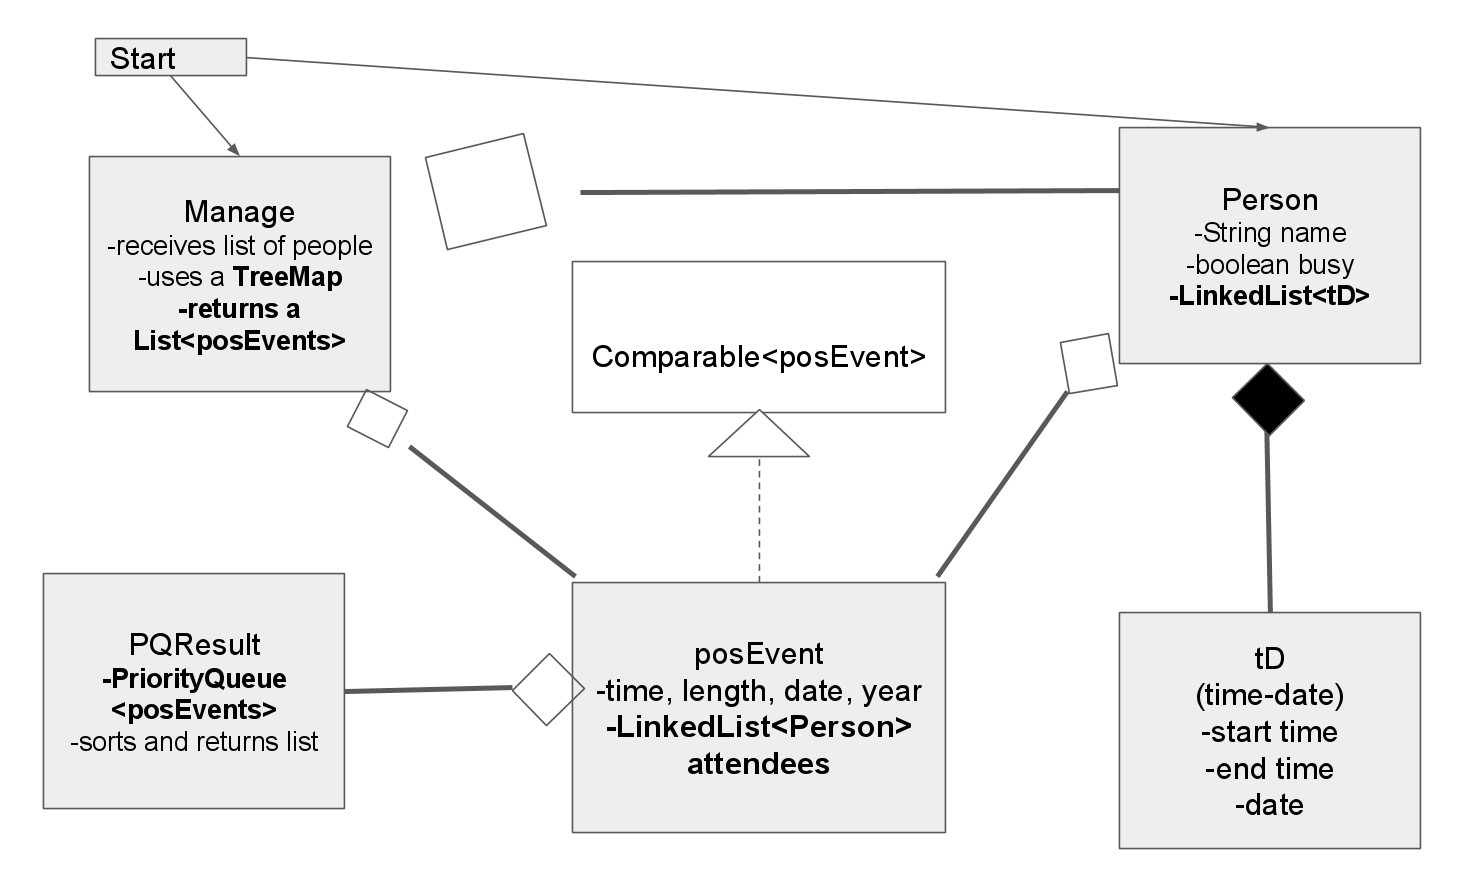 Start
Manage
-receives list of people
-uses a TreeMap
-returns a
List<posEvents>
Person
-String name
-boolean busy
-LinkedList<tD>
Comparable<posEvent>
PQResult
-PriorityQueue
<posEvents>
-sorts and returns list
posEvent
-time, length, date, year
-LinkedList<Person>
attendees
tD
(time-date)
-start time
-end time
-date